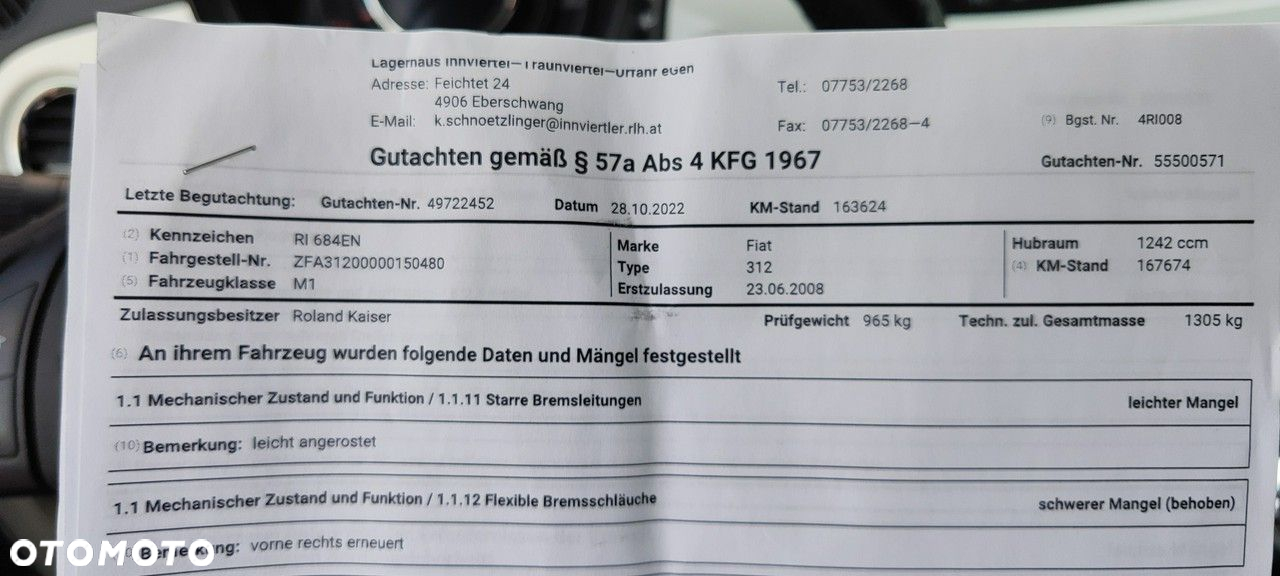 Lagerhaus Innviertel-Traunviertel-Urfahr eGen
Adresse: Feichtet 24
4906 Eberschwang
Tel.: 07753/2268
E-Mail: k.schnoetzlinger@innviertler.rlh.at
Fax: 07753/2268-4
(9) Bgst. Nr. 4RI008
Gutachten gemäß § 57a Abs 4 KFG 1967
Gutachten-Nr. 55500571
Letzte Begutachtung: Gutachten-Nr. 49722452 Datum 28.10.2022 KM-Stand 163624
(2) Kennzeichen RI 684EN Marke Fiat Hubraum 1242 ccm
(1) Fahrgestell-Nr. ZFA31200000150480 Type 312 (4) KM-Stand 167674
(5) Fahrzeugklasse M1 Erstzulassung 23.06.2008
Zulassungsbesitzer Roland Kaiser Prüfgewicht 965 kg Techn. zul. Gesamtmasse 1305 kg
(6) An ihrem Fahrzeug wurden folgende Daten und Mängel festgestellt
1.1 Mechanischer Zustand und Funktion / 1.1.11 Starre Bremsleitungen leichter Mangel
(10) Bemerkung: leicht angerostet
1.1 Mechanischer Zustand und Funktion / 1.1.12 Flexible Bremsschläuche schwerer Mangel (behoben)
Bemerkung: vorne rechts erneuert
OTOMOTO